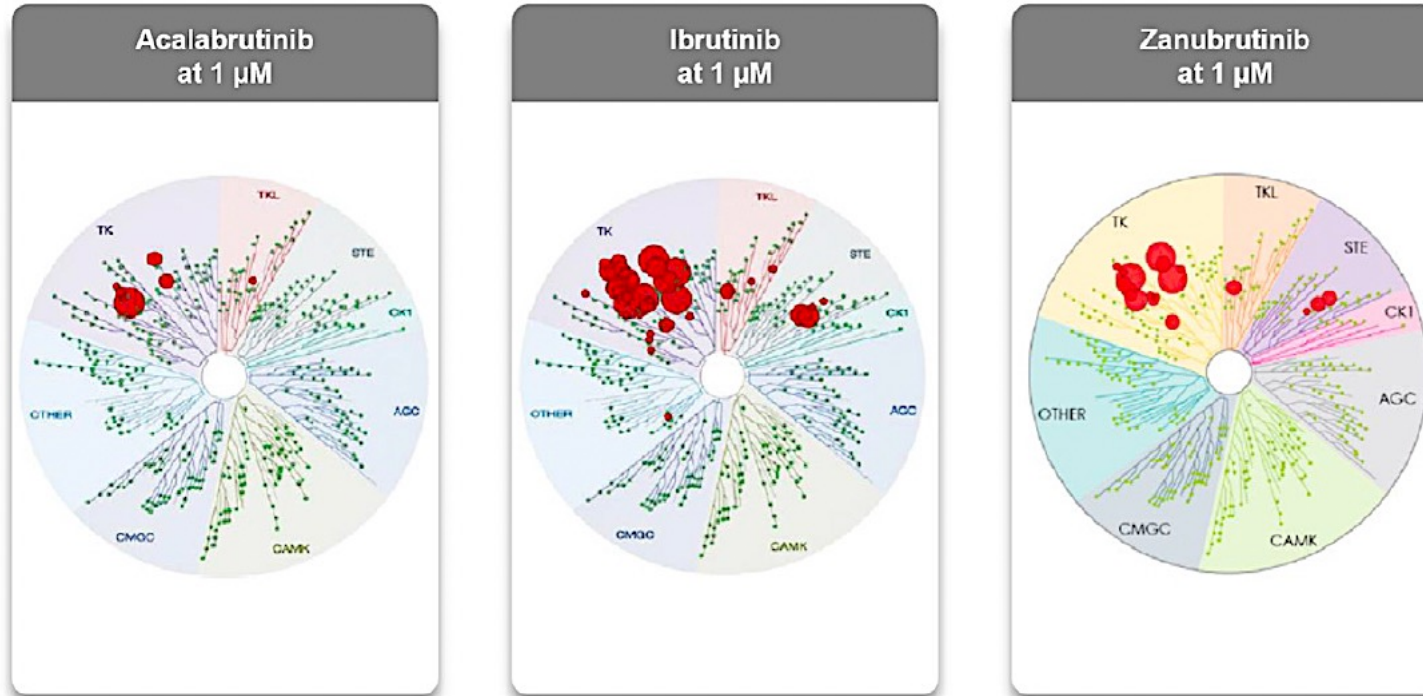 Acalabrutinib
at 1 µM
Ibrutinib
at 1 µM
Zanubrutinib
at 1 µM
TK
TKL
STE
CK1
AGC
CAMK
CMGC
OTHER
TK
TKL
STE
CK1
AGC
CAMK
CMGC
OTHER
TK
TKL
STE
CK1
AGC
CAMK
CMGC
OTHER